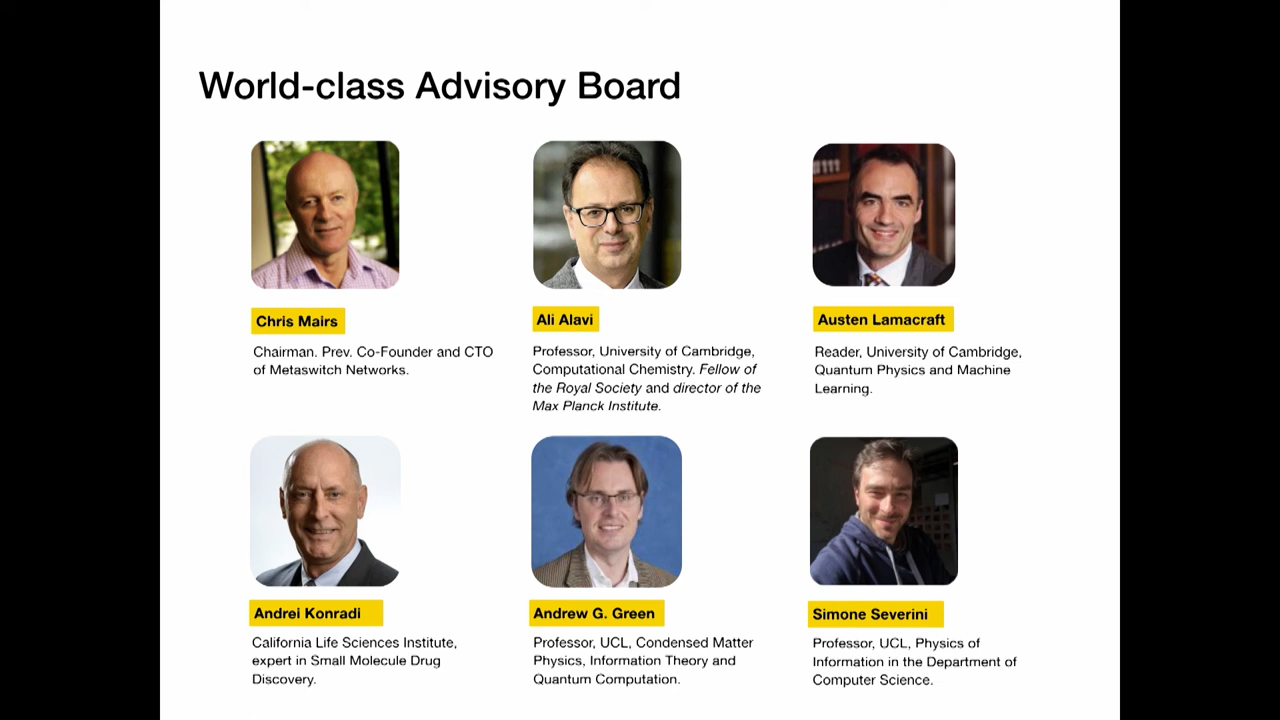 World-class Advisory Board
Chris Mairs
Chairman. Prev. Co-Founder and CTO
of Metaswitch Networks.
Ali Alavi
Professor, University of Cambridge,
Computational Chemistry. Fellow of
the Royal Society and director of the
Max Planck Institute.
Austen Lamacraft
Reader, University of Cambridge,
Quantum Physics and Machine
Learning.
Andrei Konradi
California Life Sciences Institute,
expert in Small Molecule Drug
Discovery.
Andrew G. Green
Professor, UCL, Condensed Matter
Physics, Information Theory and
Quantum Computation.
Simone Severini
Professor, UCL, Physics of
Information in the Department of
Computer Science.